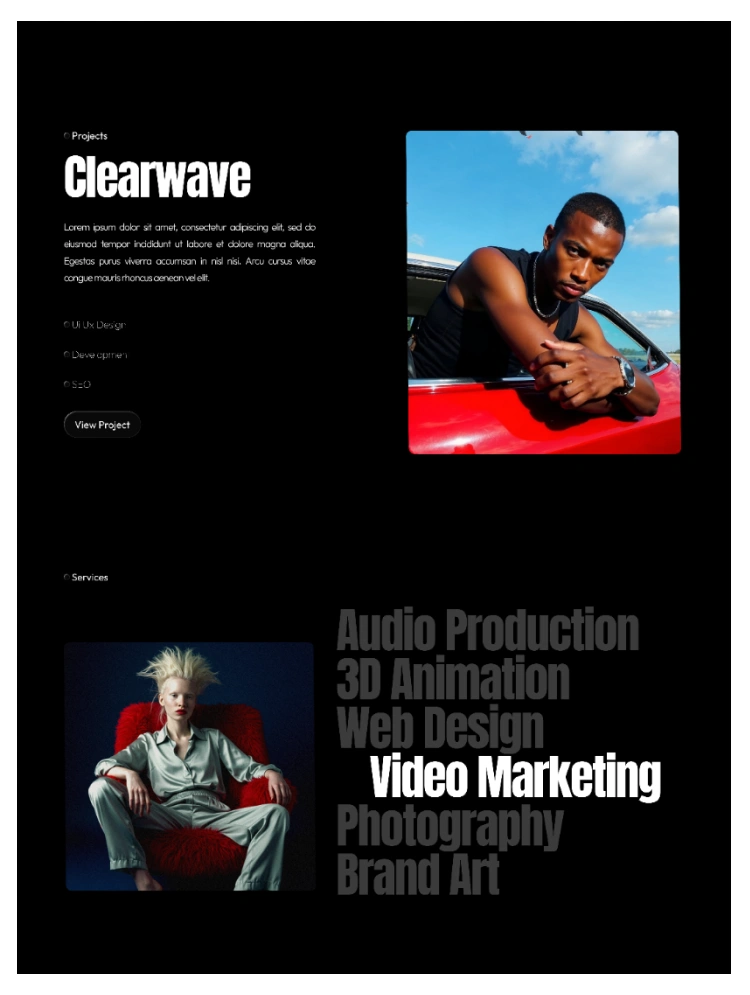 Projects
Clearwave
Lorem ipsum dolor sit amet, consectetur adipiscing elit, sed do
eiusmod tempor incididunt ut labore et dolore magna aliqua.
Egestas purus viverra accumsan in nisl nisi. Arcu cursus vitae
congue mauris rhoncus aenean vel elit.
Ui Ux Design
Development
SEO
View Project
Services
Audio Production
3D Animation
Web Design
Video Marketing
Photography
Brand Art